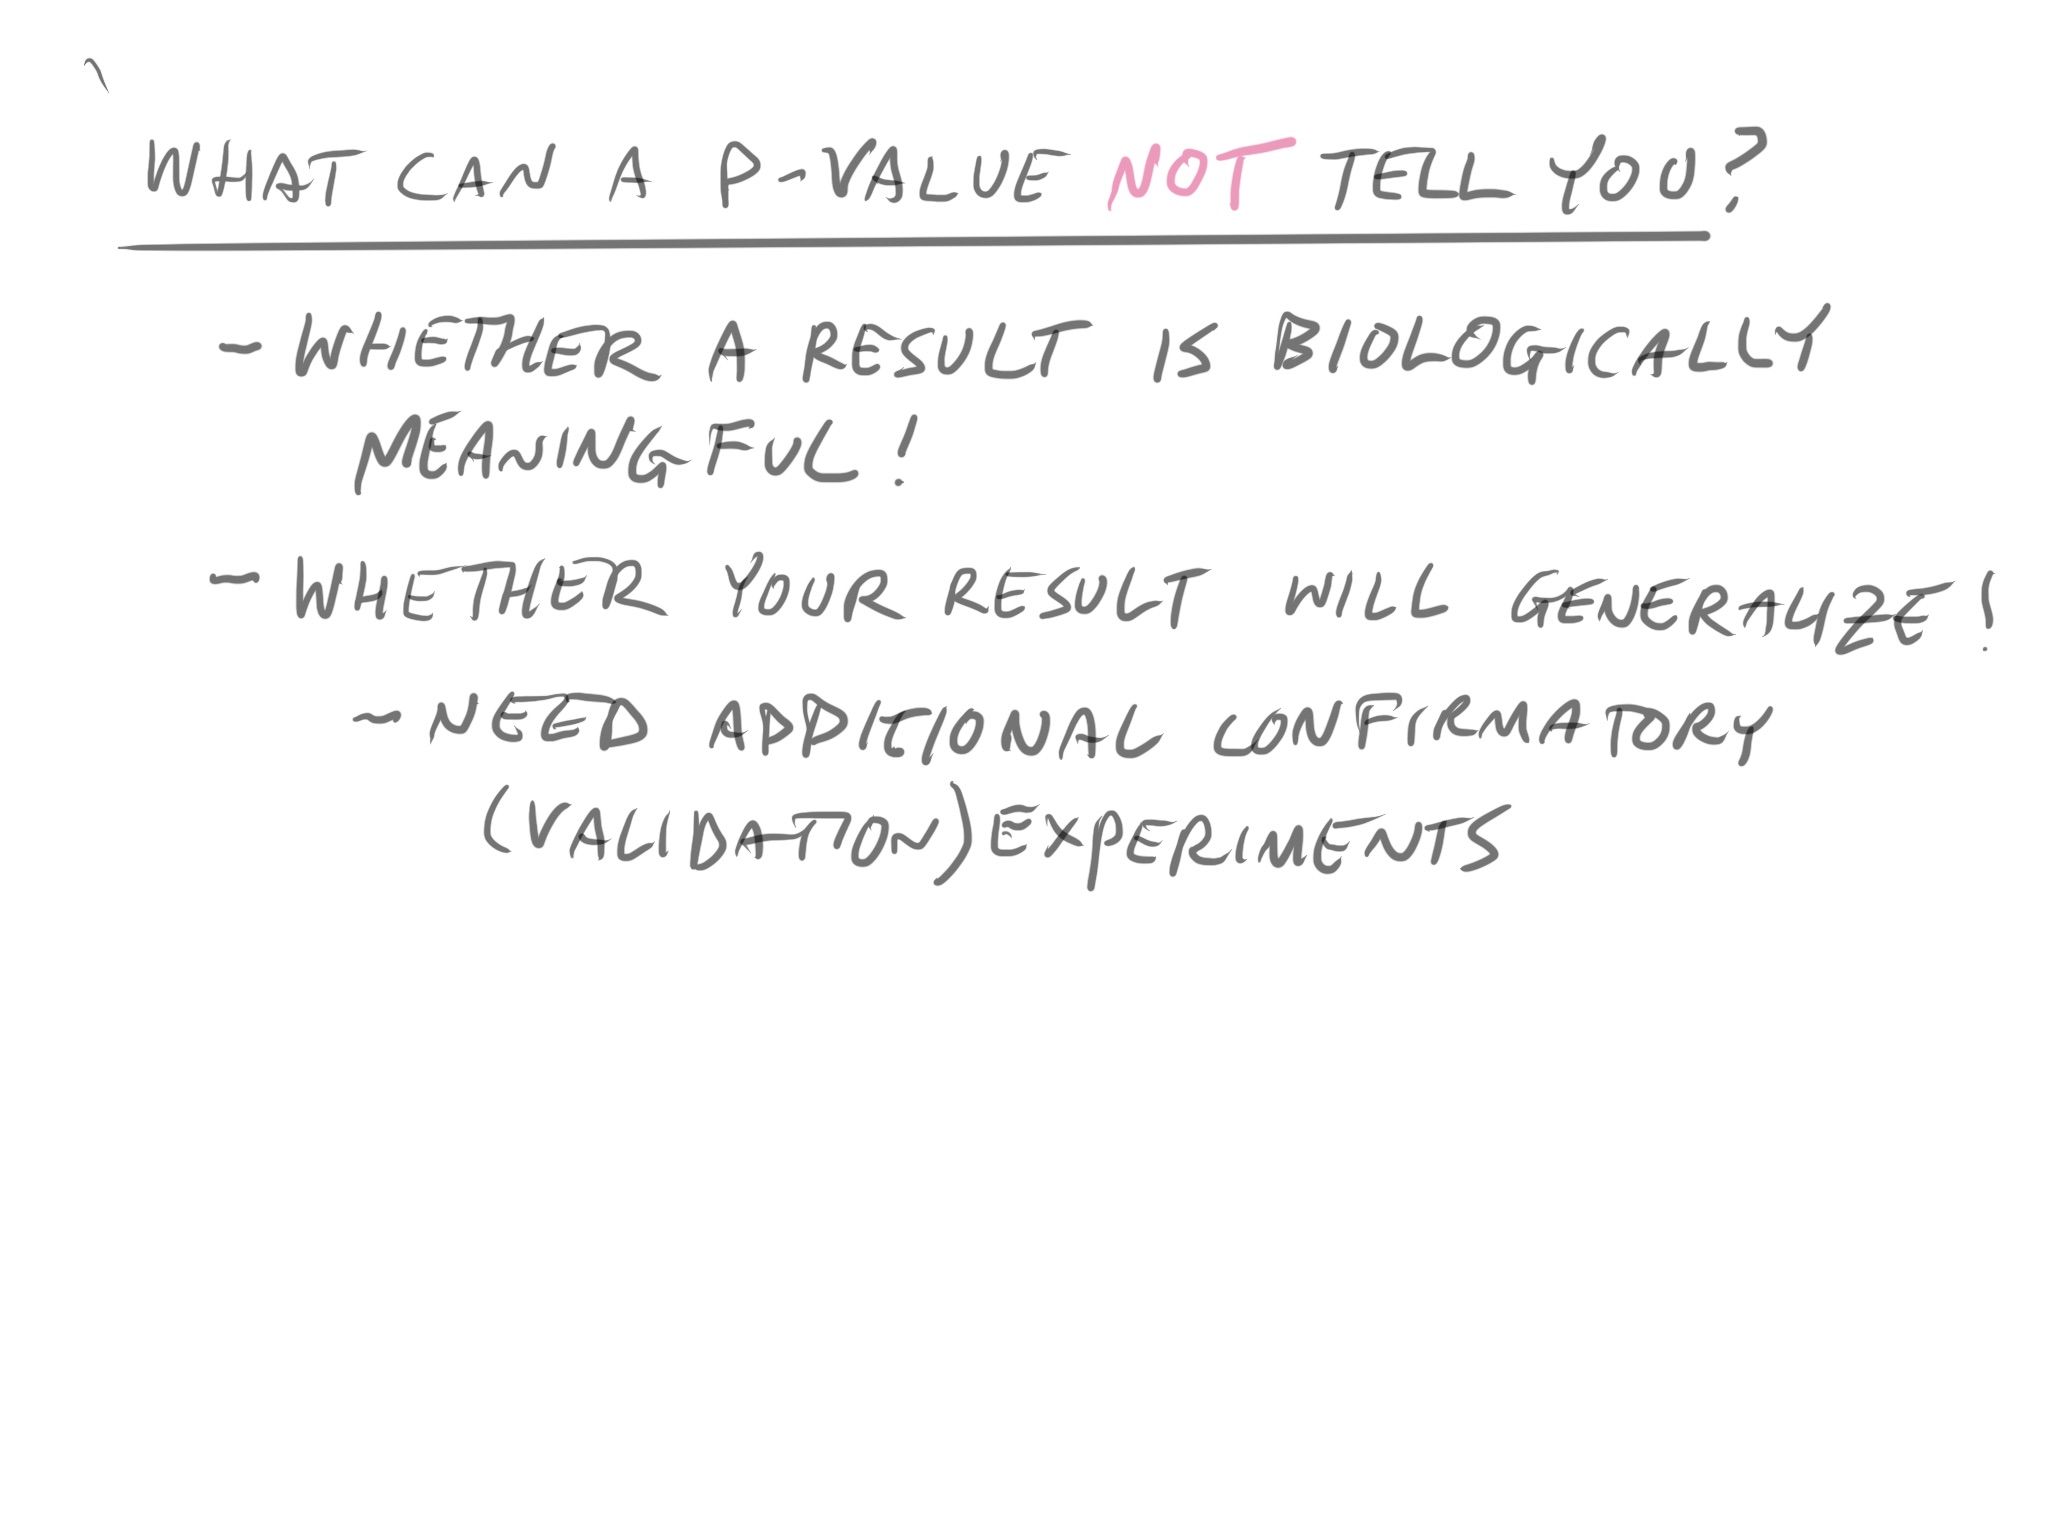 WHAT CAN A P-VALUE NOT TELL YOU?
- WHETHER A RESULT IS BIOLOGICALLY
MEANINGFUL!
- WHETHER YOUR RESULT WILL GENERALIZE!
- NEED ADDITIONAL CONFIRMATORY
(VALIDATION) EXPERIMENTS